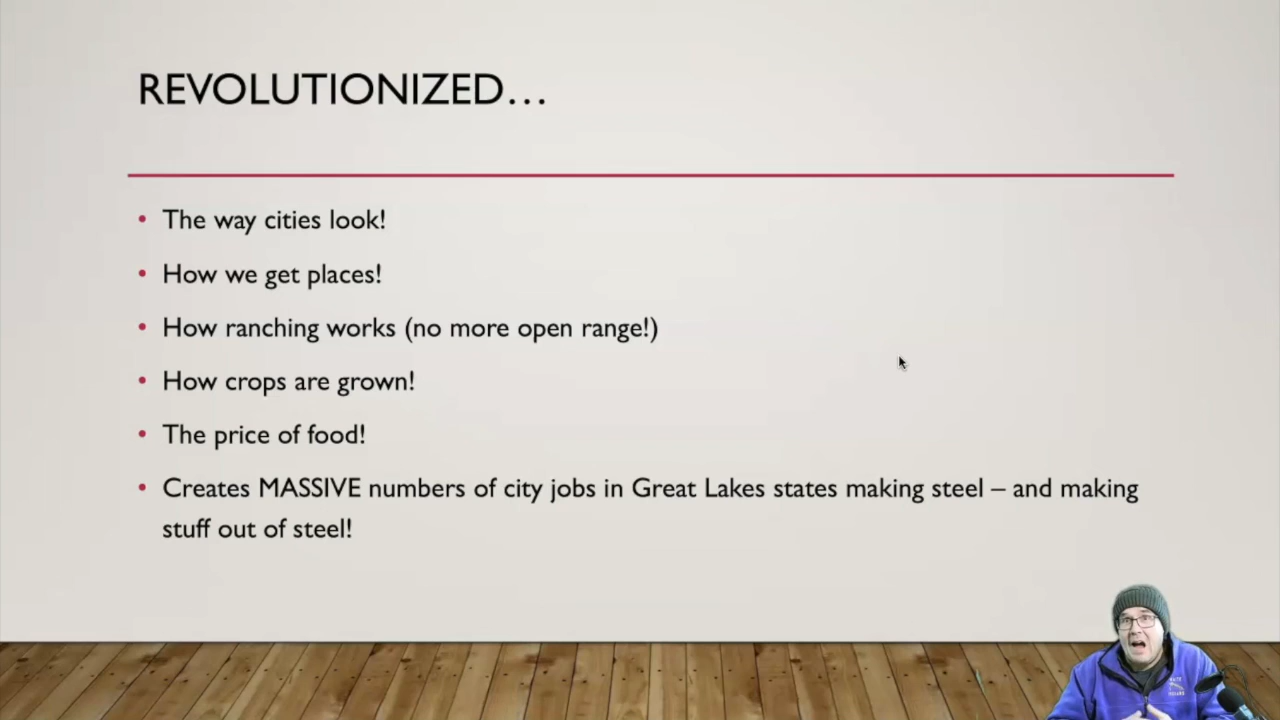 REVOLUTIONIZED...
• The way cities look!
• How we get places!
• How ranching works (no more open range!)
• How crops are grown!
• The price of food!
• Creates MASSIVE numbers of city jobs in Great Lakes states making steel – and making
stuff out of steel!